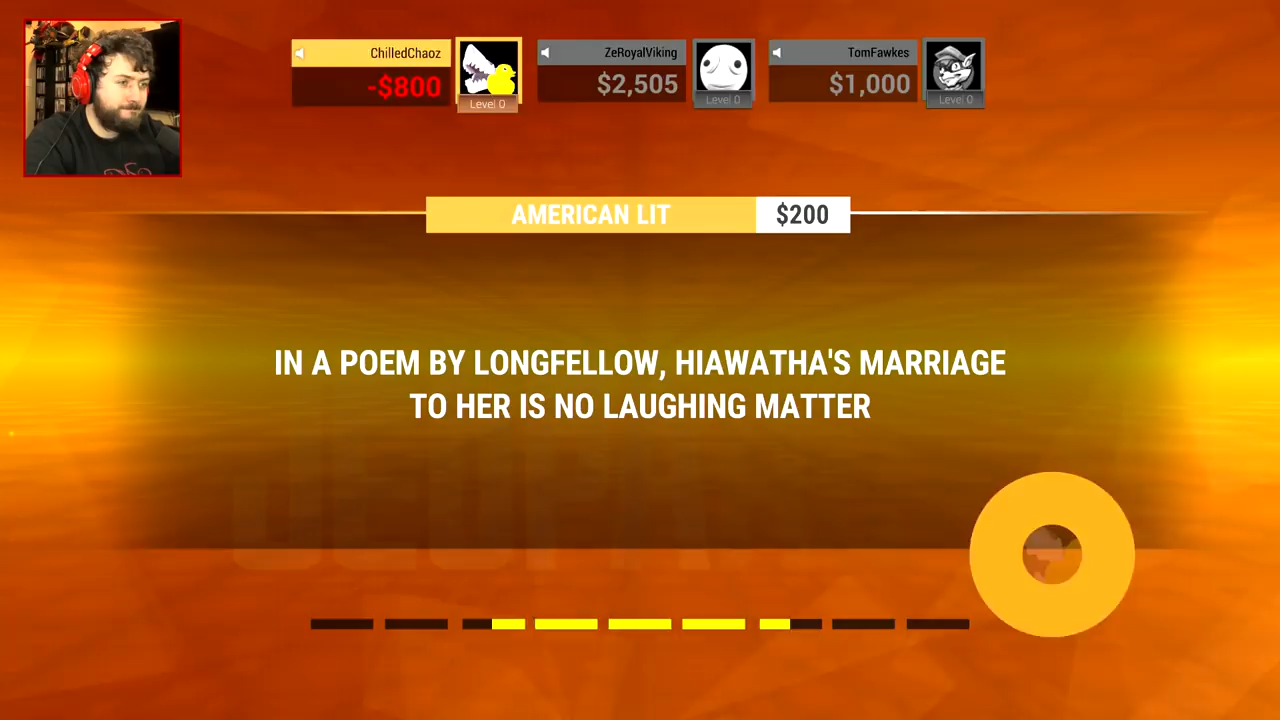 ChilledChaoz
-$800
Level 0
ZeRoyalViking
$2,505
Level 0
TomFawkes
$1,000
Level 0
AMERICAN LIT
$200
IN A POEM BY LONGFELLOW, HIAWATHA'S MARRIAGE
TO HER IS NO LAUGHING MATTER